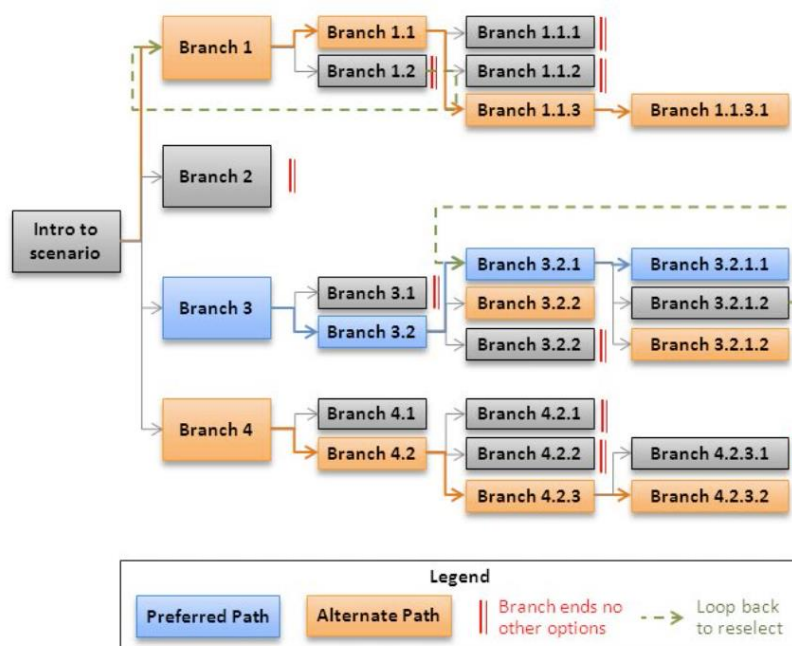 Branch 1
Branch 1.1
Branch 1.1.1
Branch 1.2
Branch 1.1.2
Branch 1.1.3
Branch 1.1.3.1
Branch 2
Intro to
scenario
Branch 3
Branch 3.1
Branch 3.2
Branch 3.2.1
Branch 3.2.1.1
Branch 3.2.2
Branch 3.2.1.2
Branch 3.2.2
Branch 3.2.1.2
Branch 4
Branch 4.1
Branch 4.2
Branch 4.2.1
Branch 4.2.2
Branch 4.2.3
Branch 4.2.3.1
Branch 4.2.3.2
Legend
Preferred Path
Alternate Path
Branch ends no
other options
Loop back
to reselect